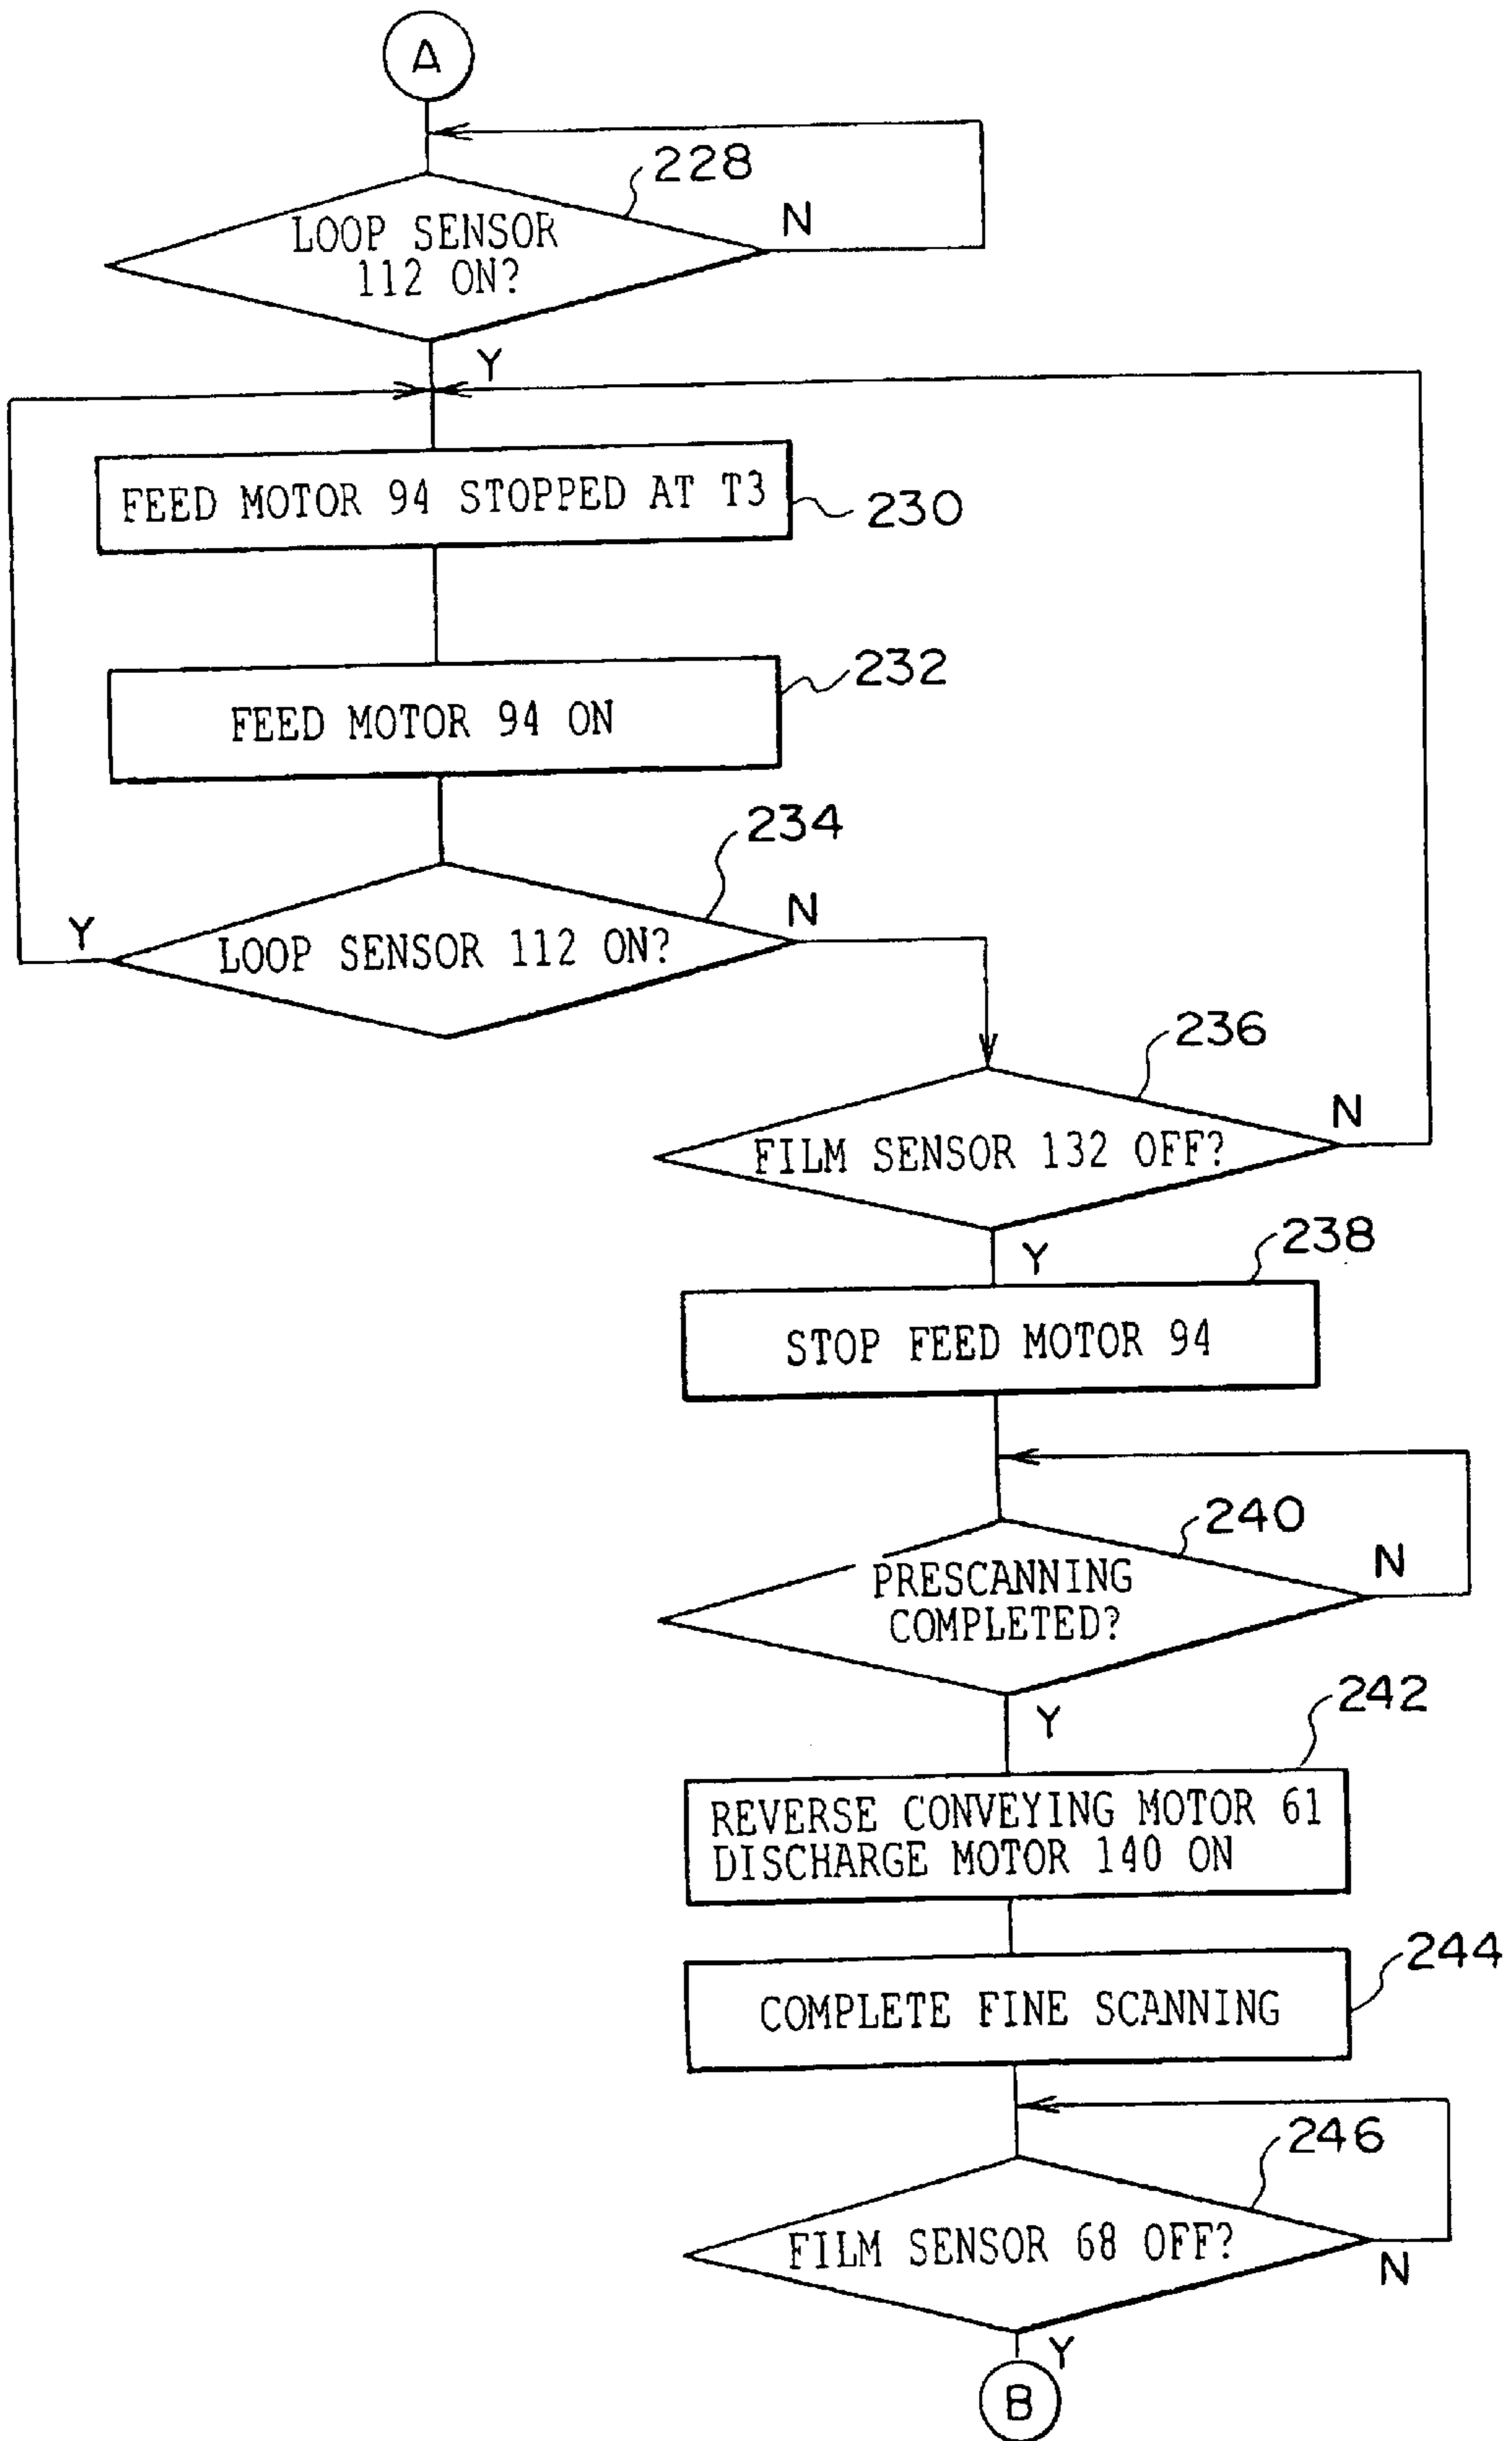 A
228
LOOP SENSOR
112 ON?
N
Y
FEED MOTOR 94 STOPPED AT T3
230
232
FEED MOTOR 94 ON
234
Y
LOOP SENSOR 112 ON?
N
236
FILM SENSOR 132 OFF?
N
Y
238
STOP FEED MOTOR 94
240
PRESCANNING
COMPLETED?
N
Y
242
REVERSE CONVEYING MOTOR 61
DISCHARGE MOTOR 140 ON
244
COMPLETE FINE SCANNING
246
FILM SENSOR 68 OFF?
N
Y
B